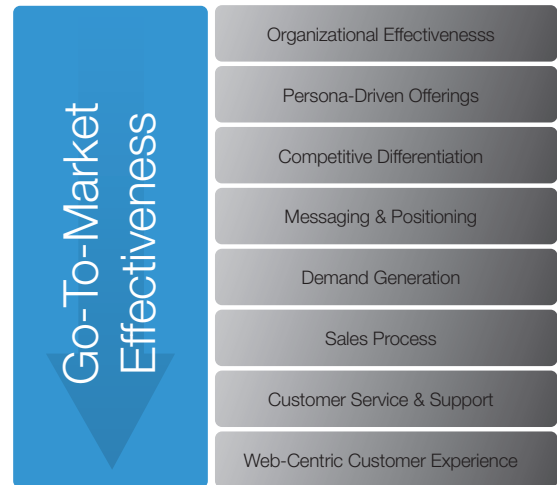 Go-To-Market
Effectiveness
Organizational Effectivenesss
Persona-Driven Offerings
Competitive Differentiation
Messaging & Positioning
Demand Generation
Sales Process
Customer Service & Support
Web-Centric Customer Experience